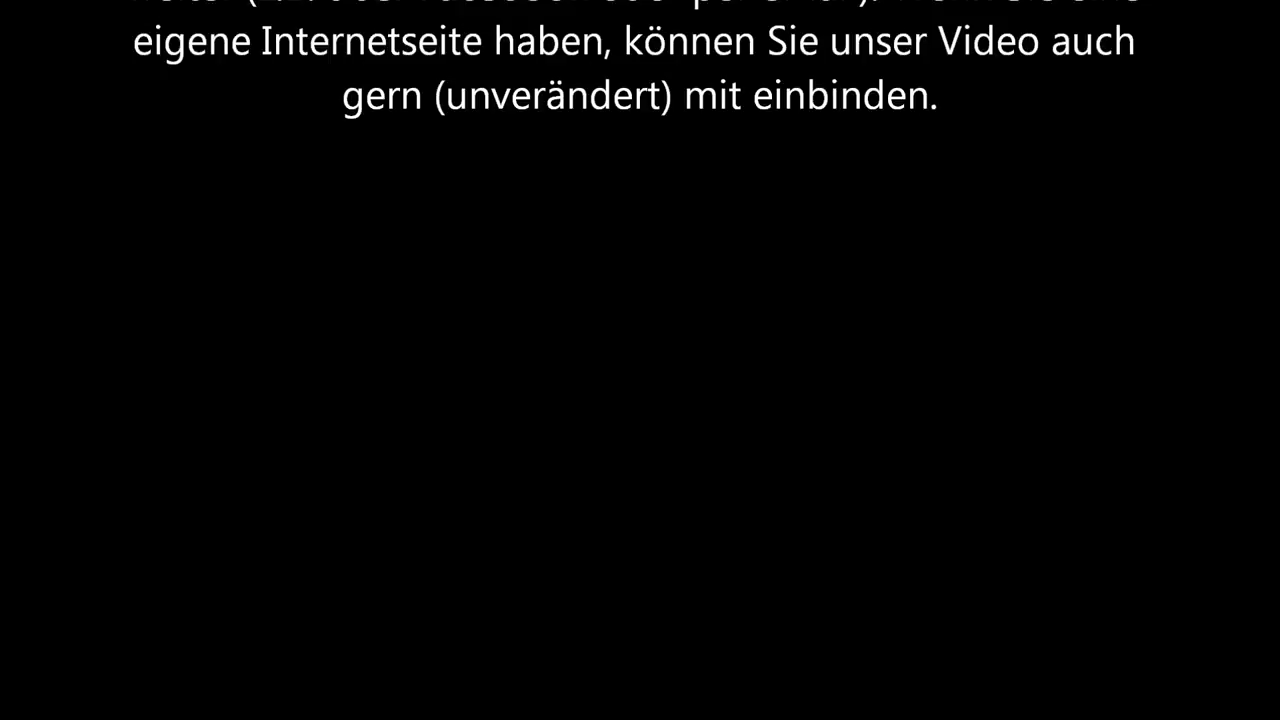 eigene Internetseite haben, können Sie unser Video auch
gern (unverändert) mit einbinden.